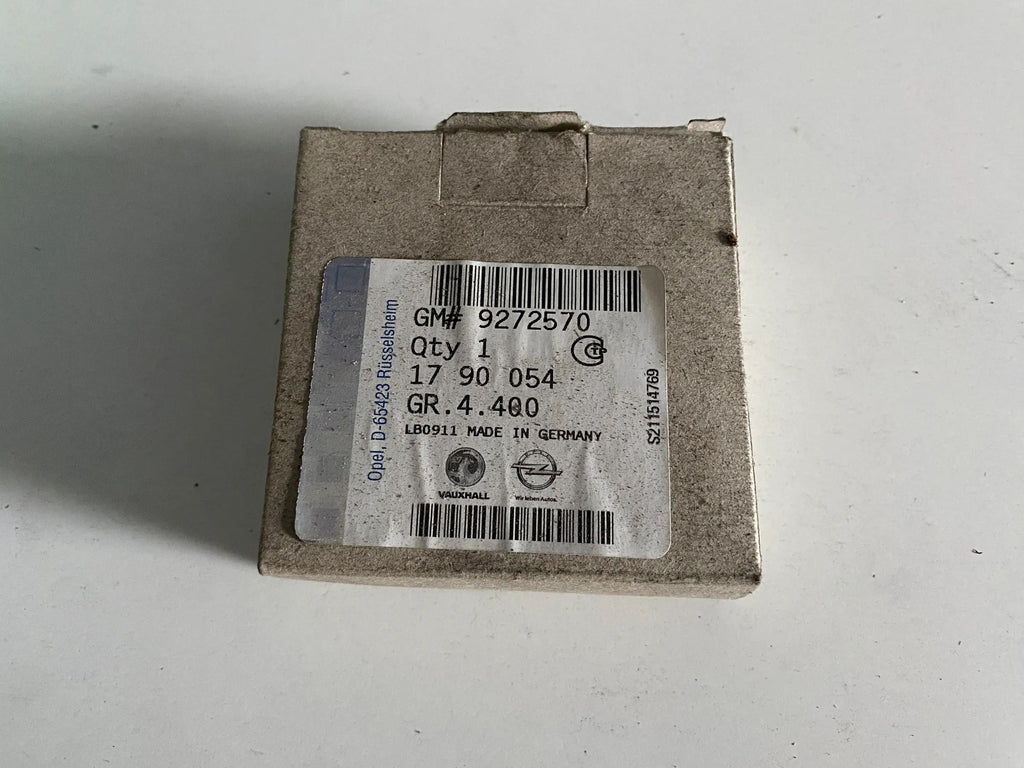 GM# 9272570
Qty 1
17 90 054
GR.4.400
LB0911 MADE IN GERMANY
VAUXHALL
Wir leben Autos.
Opel, D-65423 Rüsselsheim
S211514769